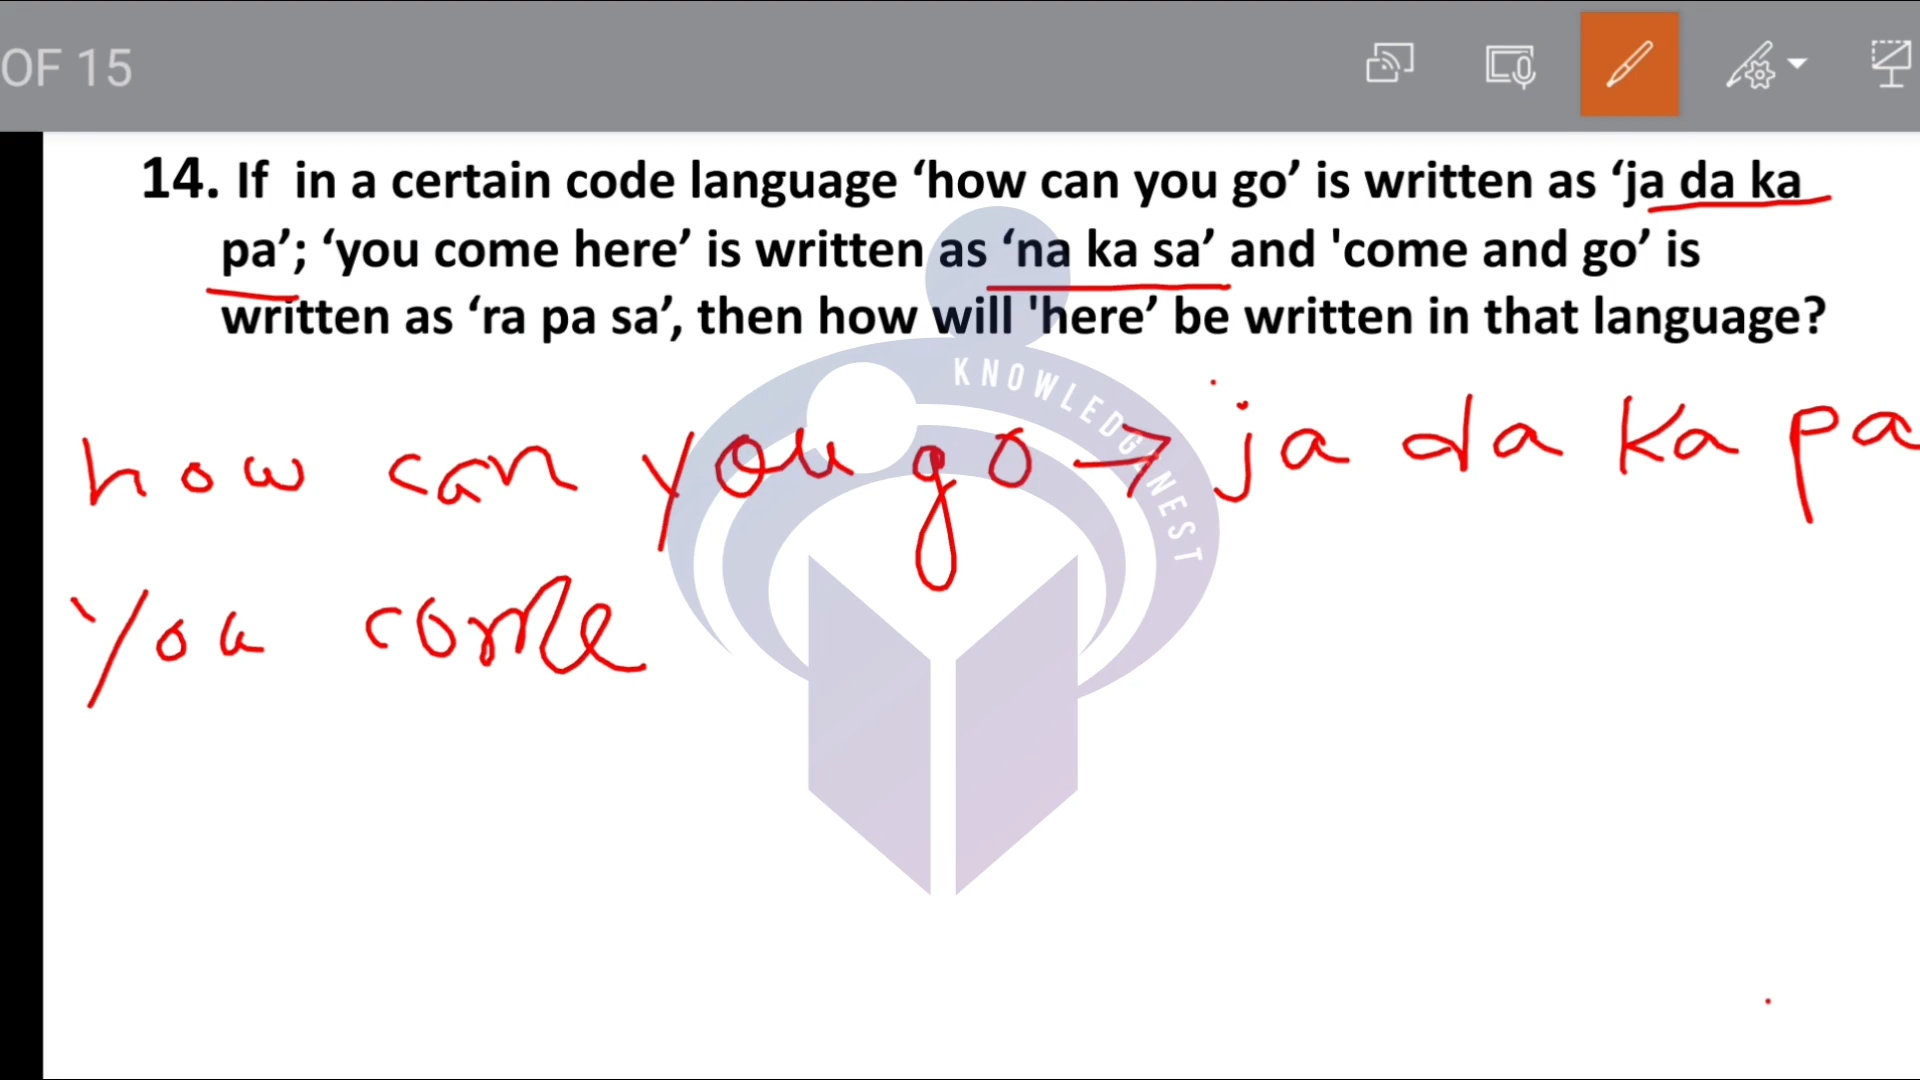 OF 15
14. If in a certain code language ‘how can you go’ is written as ‘ja da ka
pa’; ‘you come here’ is written as ‘na ka sa’ and 'come and go’ is
written as ‘ra pa sa’, then how will 'here’ be written in that language?
KNOWLEDGANEST
how can you go → ja da ka pa
you come